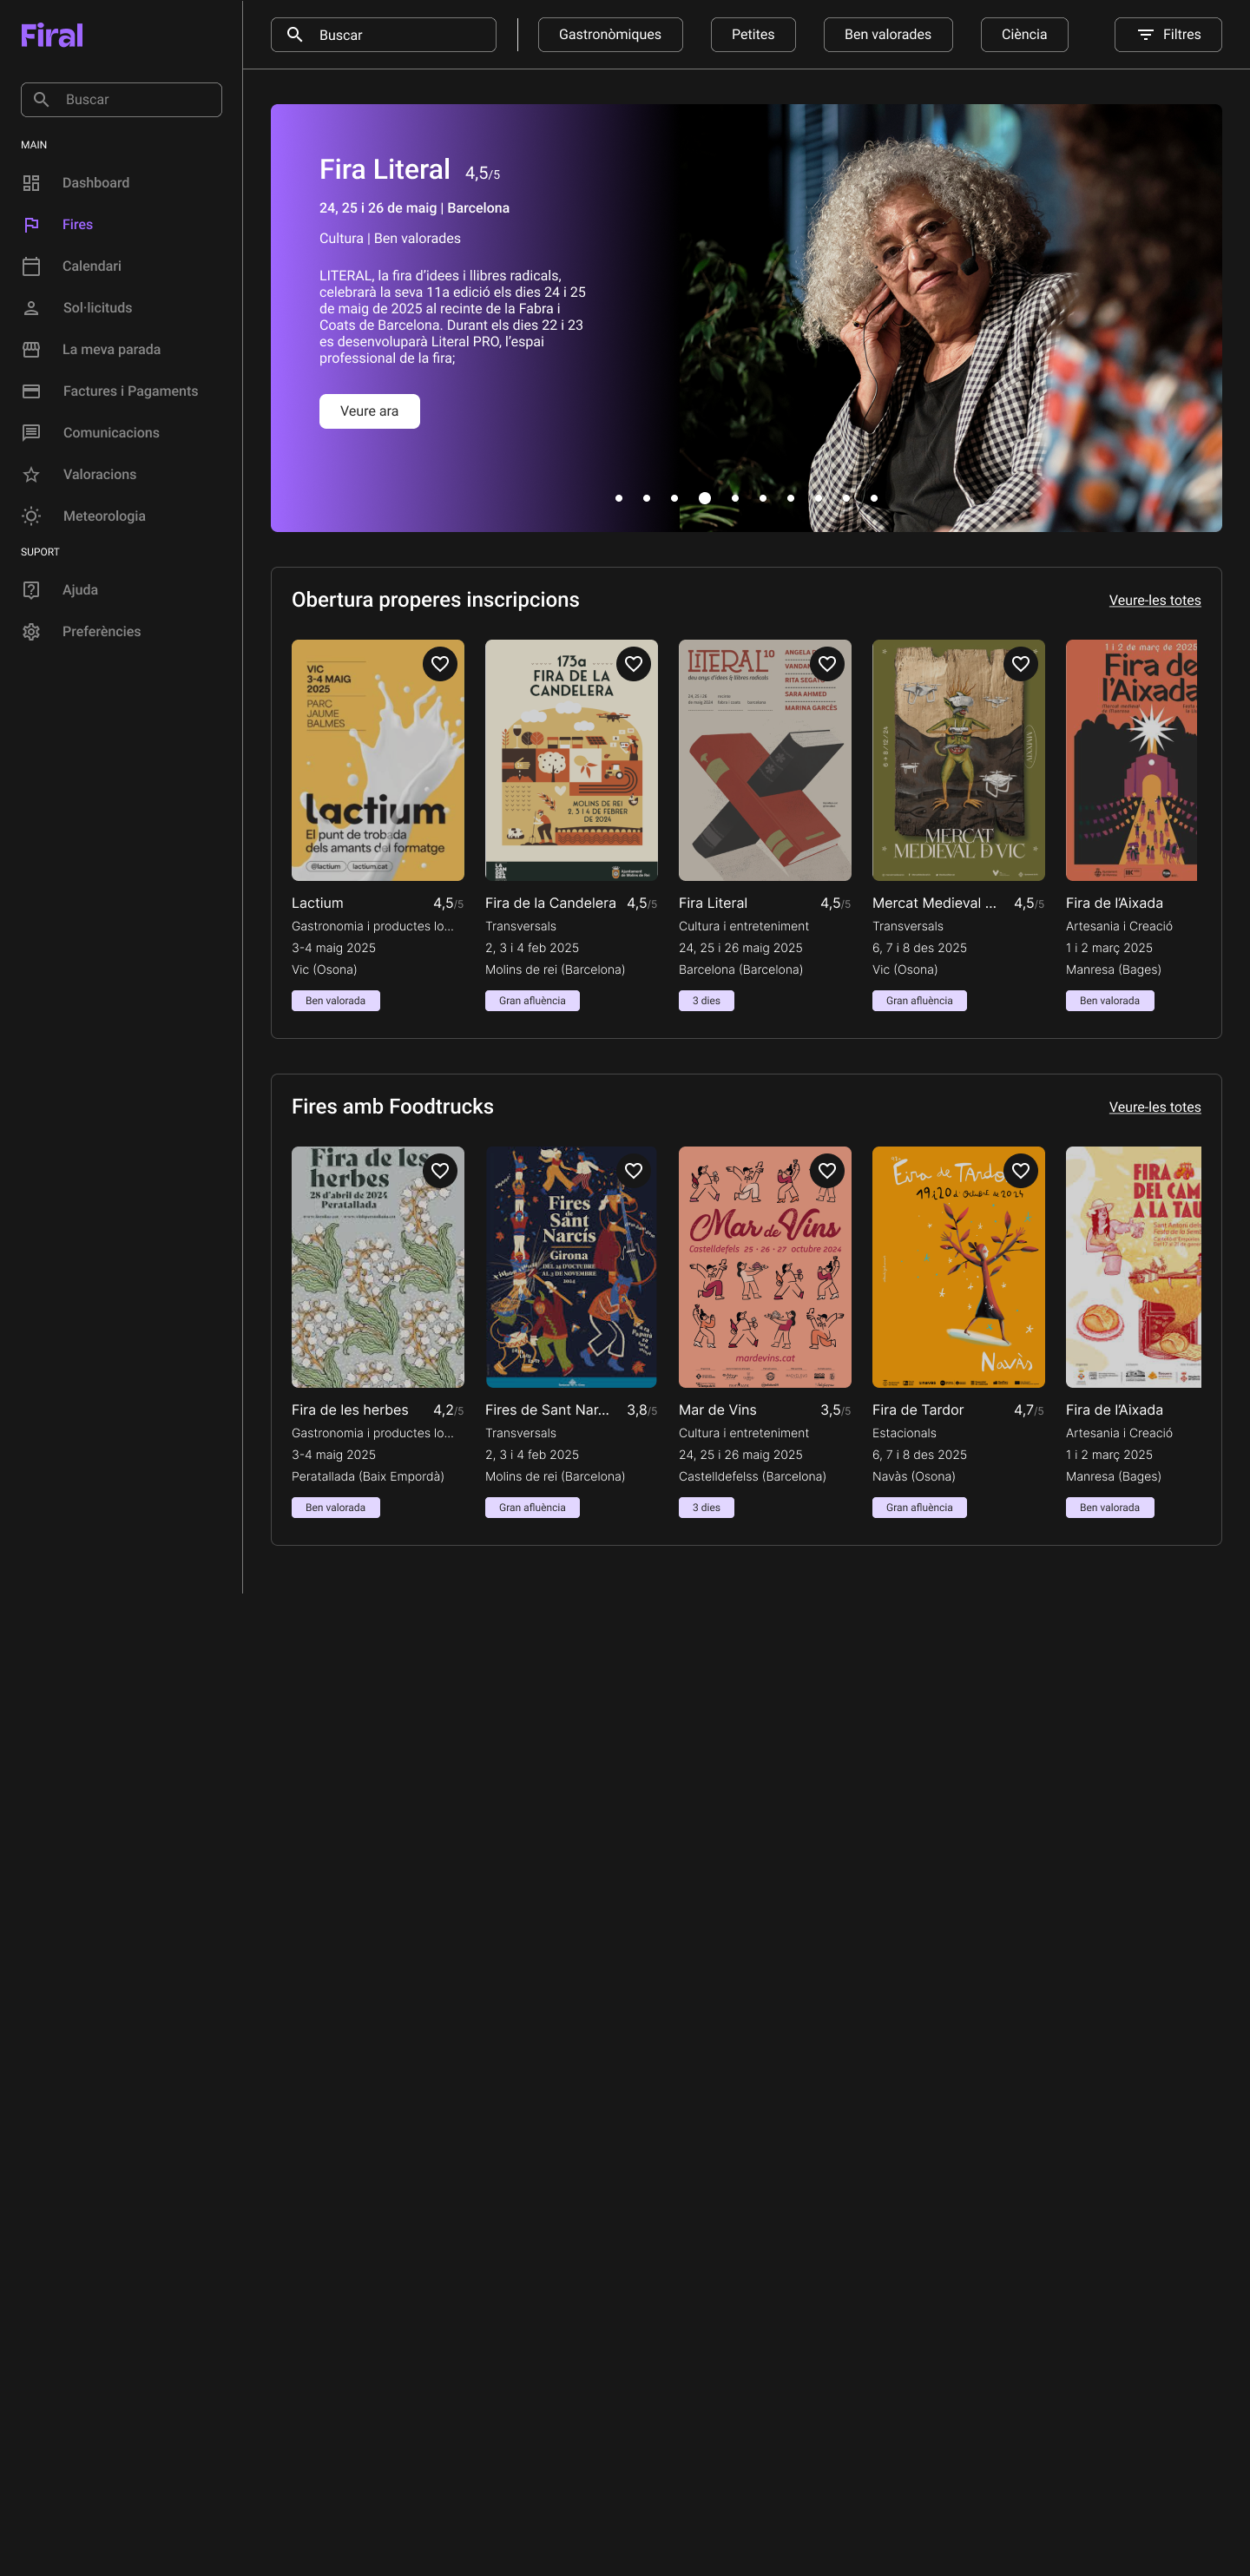 Firal
Buscar
MAIN
Dashboard
Fires
Calendari
Sol·licituds
La meva parada
Factures i Pagaments
Comunicacions
Valoracions
Meteorologia
SUPORT
Ajuda
Preferències
Buscar
Gastronòmiques
Petites
Ben valorades
Ciència
Filtres
Fira Literal 4,5/5
24, 25 i 26 de maig | Barcelona
Cultura | Ben valorades
LITERAL, la fira d’idees i llibres radicals,
celebrarà la seva 11a edició els dies 24 i 25
de maig de 2025 al recinte de la Fabra i
Coats de Barcelona. Durant els dies 22 i 23
es desenvoluparà Literal PRO, l’espai
professional de la fira;
Veure ara
Obertura properes inscripcions
Veure-les totes
VIC
3-4 MAIG
2025
PARC
JAUME
BALMES
lactium
El punt de trobada
dels amants del formatge
@lactium
lactium.cat
Lactium 4,5/5
Gastronomia i productes lo...
3-4 maig 2025
Vic (Osona)
Ben valorada
173a
FIRA DE LA
CANDELERA
MOLINS DE REI
2, 3 I 4 DE FEBRER
DE 2024
Fira de la Candelera 4,5/5
Transversals
2, 3 i 4 feb 2025
Molins de rei (Barcelona)
Gran afluència
LITERAL10
deu anys d'idees & llibres radicals
ANGELA
VANDAN
RITA SEGATO
SARA AHMED
MARINA GARCÉS
Fira Literal 4,5/5
Cultura i entreteniment
24, 25 i 26 maig 2025
Barcelona (Barcelona)
3 dies
MERCAT
MEDIEVAL D VIC
Mercat Medieval ... 4,5/5
Transversals
6, 7 i 8 des 2025
Vic (Osona)
Gran afluència
1 i 2 de març de 2025
Fira de
l’Aixada
Fira de l’Aixada
Artesania i Creació
1 i 2 març 2025
Manresa (Bages)
Ben valorada
Fires amb Foodtrucks
Veure-les totes
Fira de les
herbes
28 d'abril de 2024
Peratallada
Fira de les herbes 4,2/5
Gastronomia i productes lo...
3-4 maig 2025
Peratallada (Baix Empordà)
Ben valorada
Fires
de
Sant
Narcís
Girona
DEL 25 D'OCTUBRE
AL 3 DE NOVEMBRE
2024
Fires de Sant Nar... 3,8/5
Transversals
2, 3 i 4 feb 2025
Molins de rei (Barcelona)
Gran afluència
Mar de Vins
Castelldefels 25 · 26 · 27 octubre 2024
mardevins.cat
Mar de Vins 3,5/5
Cultura i entreteniment
24, 25 i 26 maig 2025
Castelldefelss (Barcelona)
3 dies
Fira de TArdo
19 i 20 d'Octubre de 2024
Navàs
Fira de Tardor 4,7/5
Estacionals
6, 7 i 8 des 2025
Navàs (Osona)
Gran afluència
FIRA
DEL CAM
A LA TAU
Fira de l’Aixada
Artesania i Creació
1 i 2 març 2025
Manresa (Bages)
Ben valorada